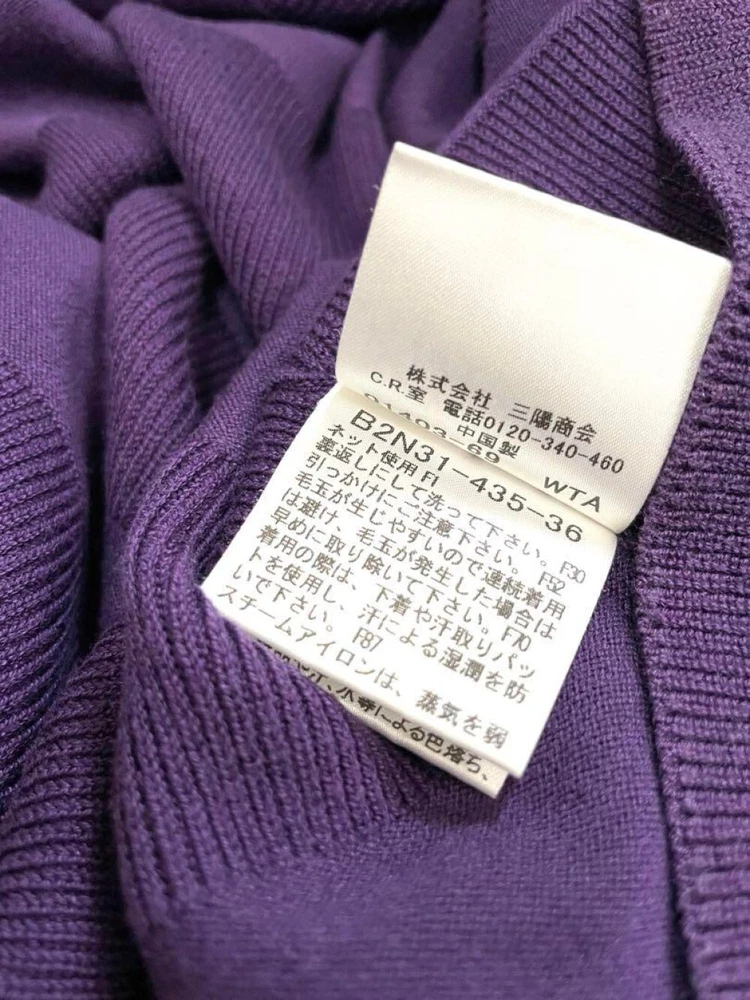 株式会社 三陽商会
C.R.室 電話0120-340-460
中国製
B2N31-435-36
WTA
ネット使用 F1
裏返しにして洗って下さい。 F30
引っかけにご注意下さい。 F52
毛玉が生じやすいので連続着用
は避け、毛玉が発生した場合は
早めに取り除いて下さい。 F70
着用の際は、下着や汗取りパッ
トを使用し、汗による湿潤を防
いで下さい。 F87
スチームアイロンは、蒸気を弱